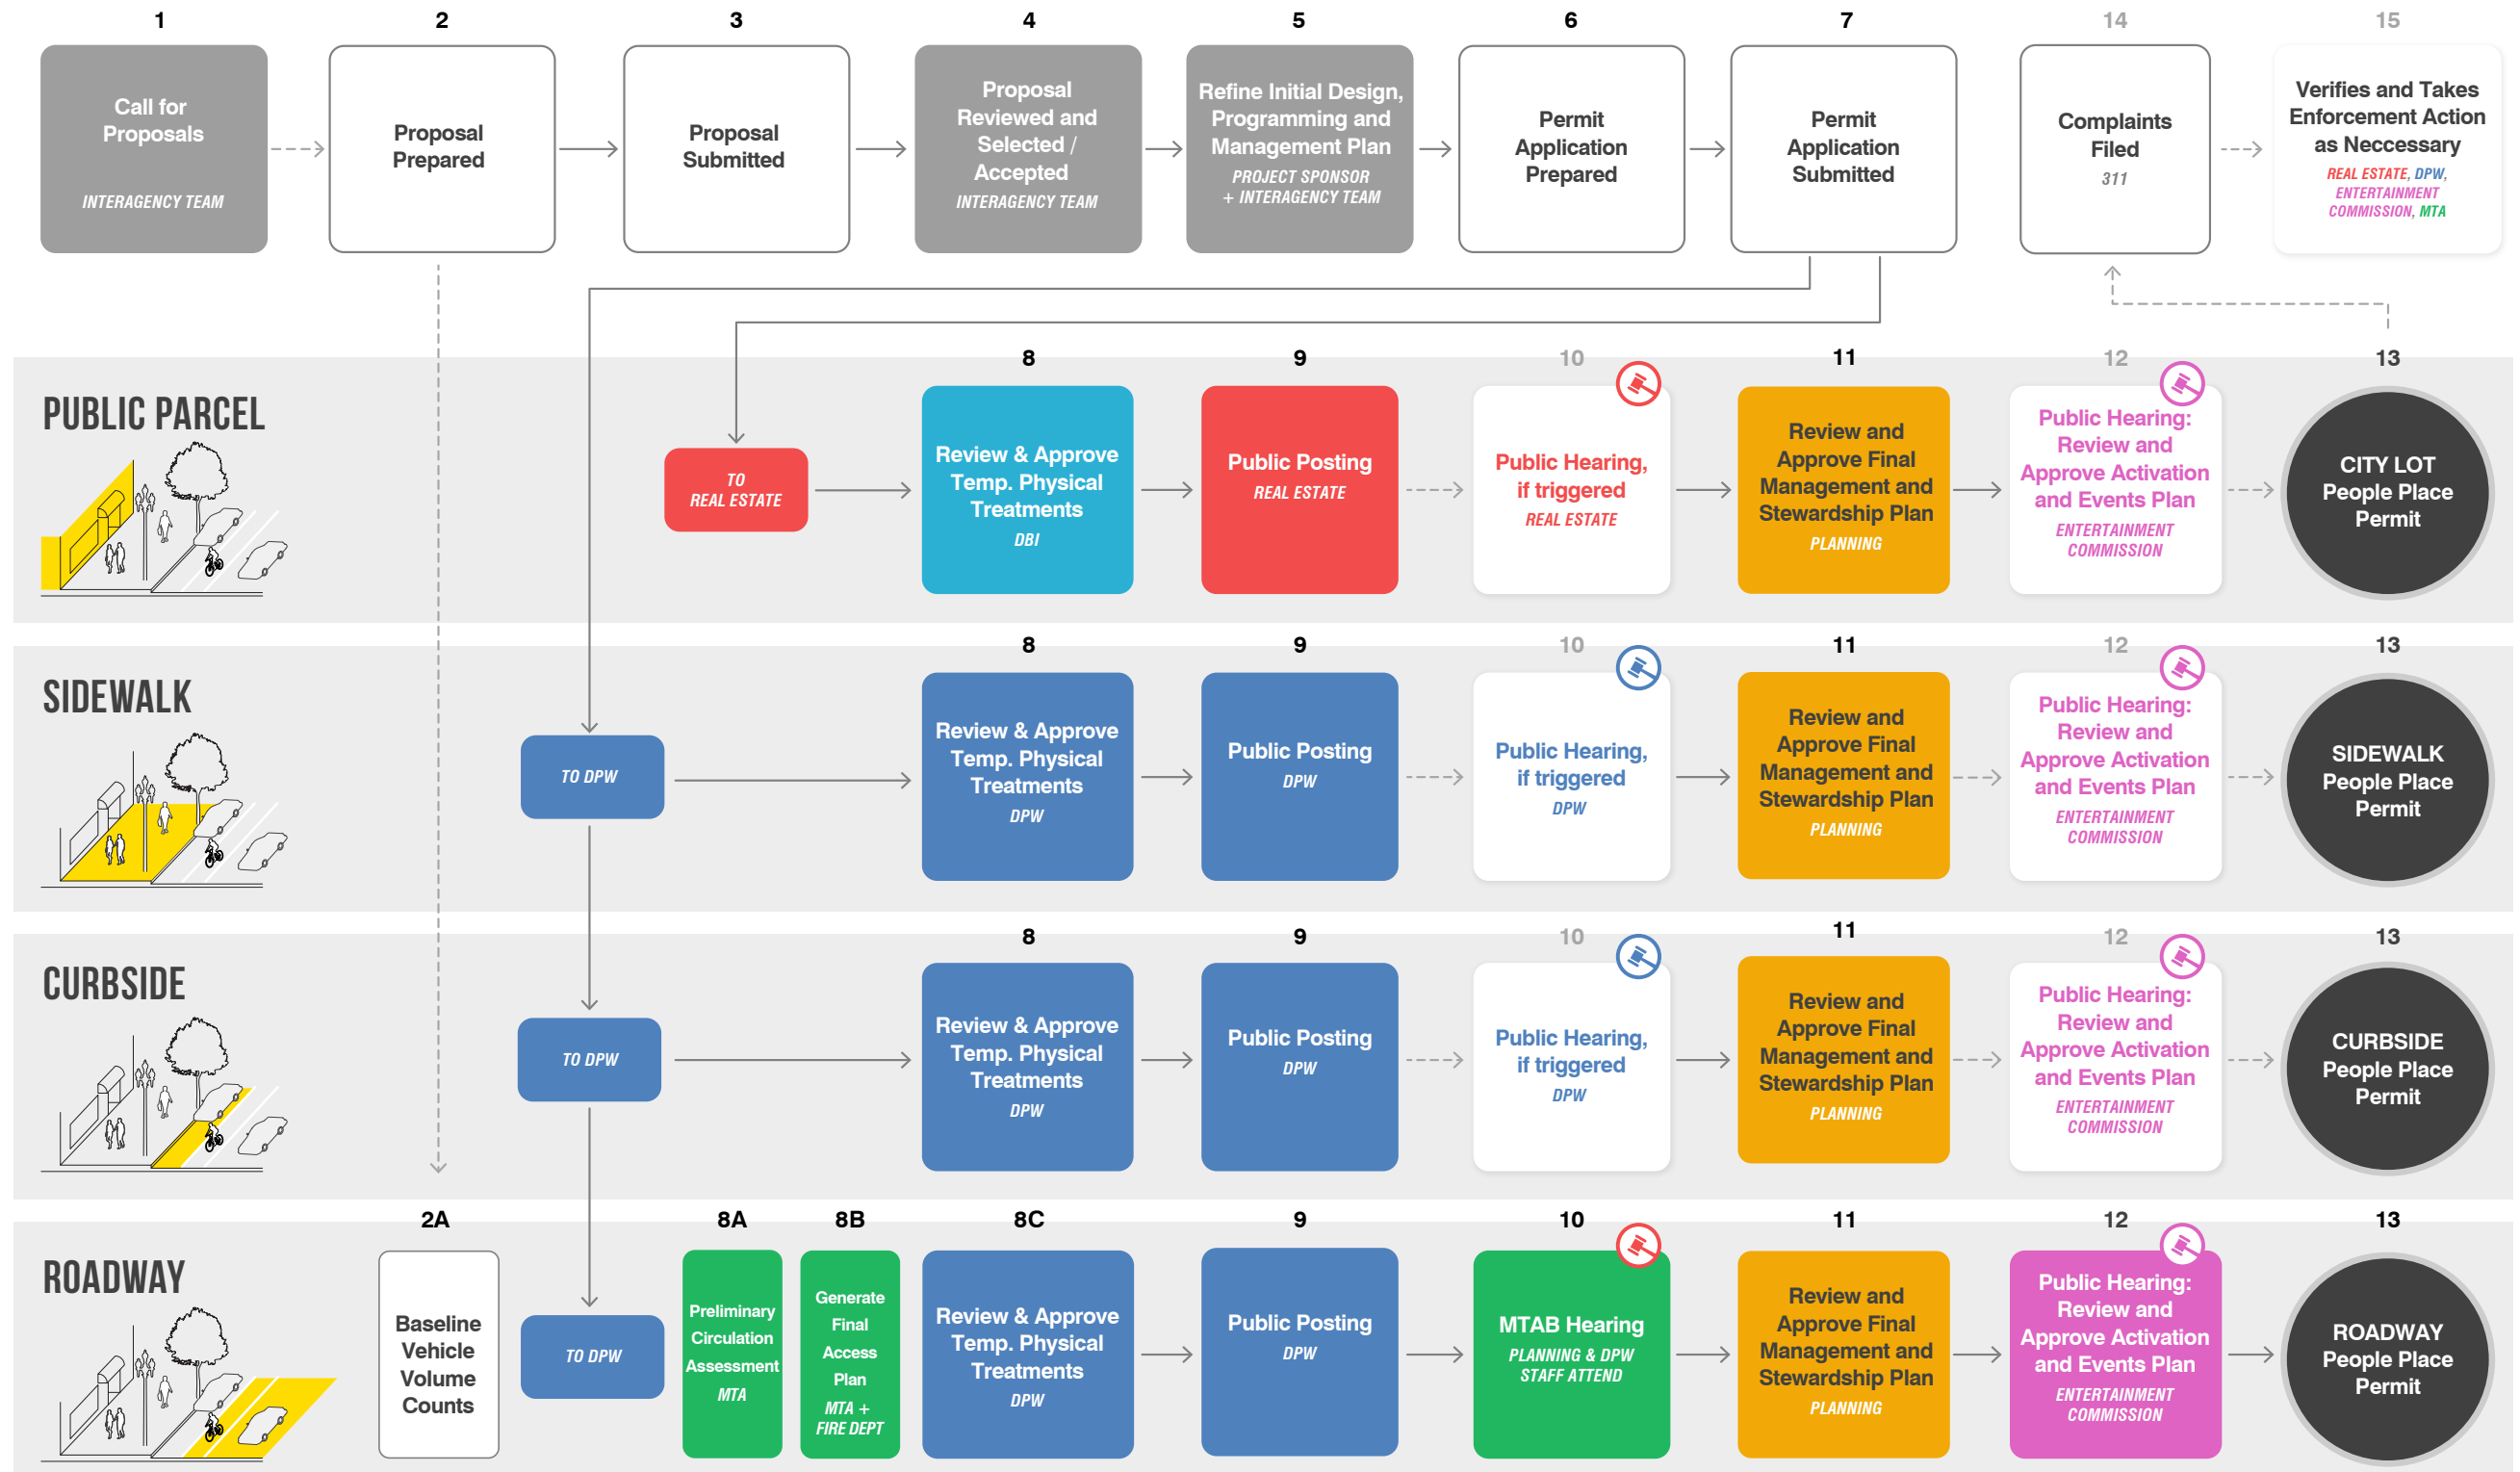 1
Call for
Proposals
INTERAGENCY TEAM
2
Proposal
Prepared
3
Proposal
Submitted
4
Proposal
Reviewed and
Selected /
Accepted
INTERAGENCY TEAM
5
Refine Initial Design,
Programming and
Management Plan
PROJECT SPONSOR
+ INTERAGENCY TEAM
6
Permit
Application
Prepared
7
Permit
Application
Submitted
14
Complaints
Filed
311
15
Verifies and Takes
Enforcement Action
as Neccessary
REAL ESTATE, DPW,
ENTERTAINMENT
COMMISSION, MTA
PUBLIC PARCEL
TO
REAL ESTATE
8
Review & Approve
Temp. Physical
Treatments
DBI
9
Public Posting
REAL ESTATE
10
Public Hearing,
if triggered
REAL ESTATE
11
Review and
Approve Final
Management and
Stewardship Plan
PLANNING
12
Public Hearing:
Review and
Approve Activation
and Events Plan
ENTERTAINMENT
COMMISSION
13
CITY LOT
People Place
Permit
SIDEWALK
TO DPW
8
Review & Approve
Temp. Physical
Treatments
DPW
9
Public Posting
DPW
10
Public Hearing,
if triggered
DPW
11
Review and
Approve Final
Management and
Stewardship Plan
PLANNING
12
Public Hearing:
Review and
Approve Activation
and Events Plan
ENTERTAINMENT
COMMISSION
13
SIDEWALK
People Place
Permit
CURBSIDE
TO DPW
8
Review & Approve
Temp. Physical
Treatments
DPW
9
Public Posting
DPW
10
Public Hearing,
if triggered
DPW
11
Review and
Approve Final
Management and
Stewardship Plan
PLANNING
12
Public Hearing:
Review and
Approve Activation
and Events Plan
ENTERTAINMENT
COMMISSION
13
CURBSIDE
People Place
Permit
ROADWAY
2A
Baseline
Vehicle
Volume
Counts
TO DPW
8A
Preliminary
Circulation
Assessment
MTA
8B
Generate
Final
Access
Plan
MTA +
FIRE DEPT
8C
Review & Approve
Temp. Physical
Treatments
DPW
9
Public Posting
DPW
10
MTAB Hearing
PLANNING & DPW
STAFF ATTEND
11
Review and
Approve Final
Management and
Stewardship Plan
PLANNING
12
Public Hearing:
Review and
Approve Activation
and Events Plan
ENTERTAINMENT
COMMISSION
13
ROADWAY
People Place
Permit